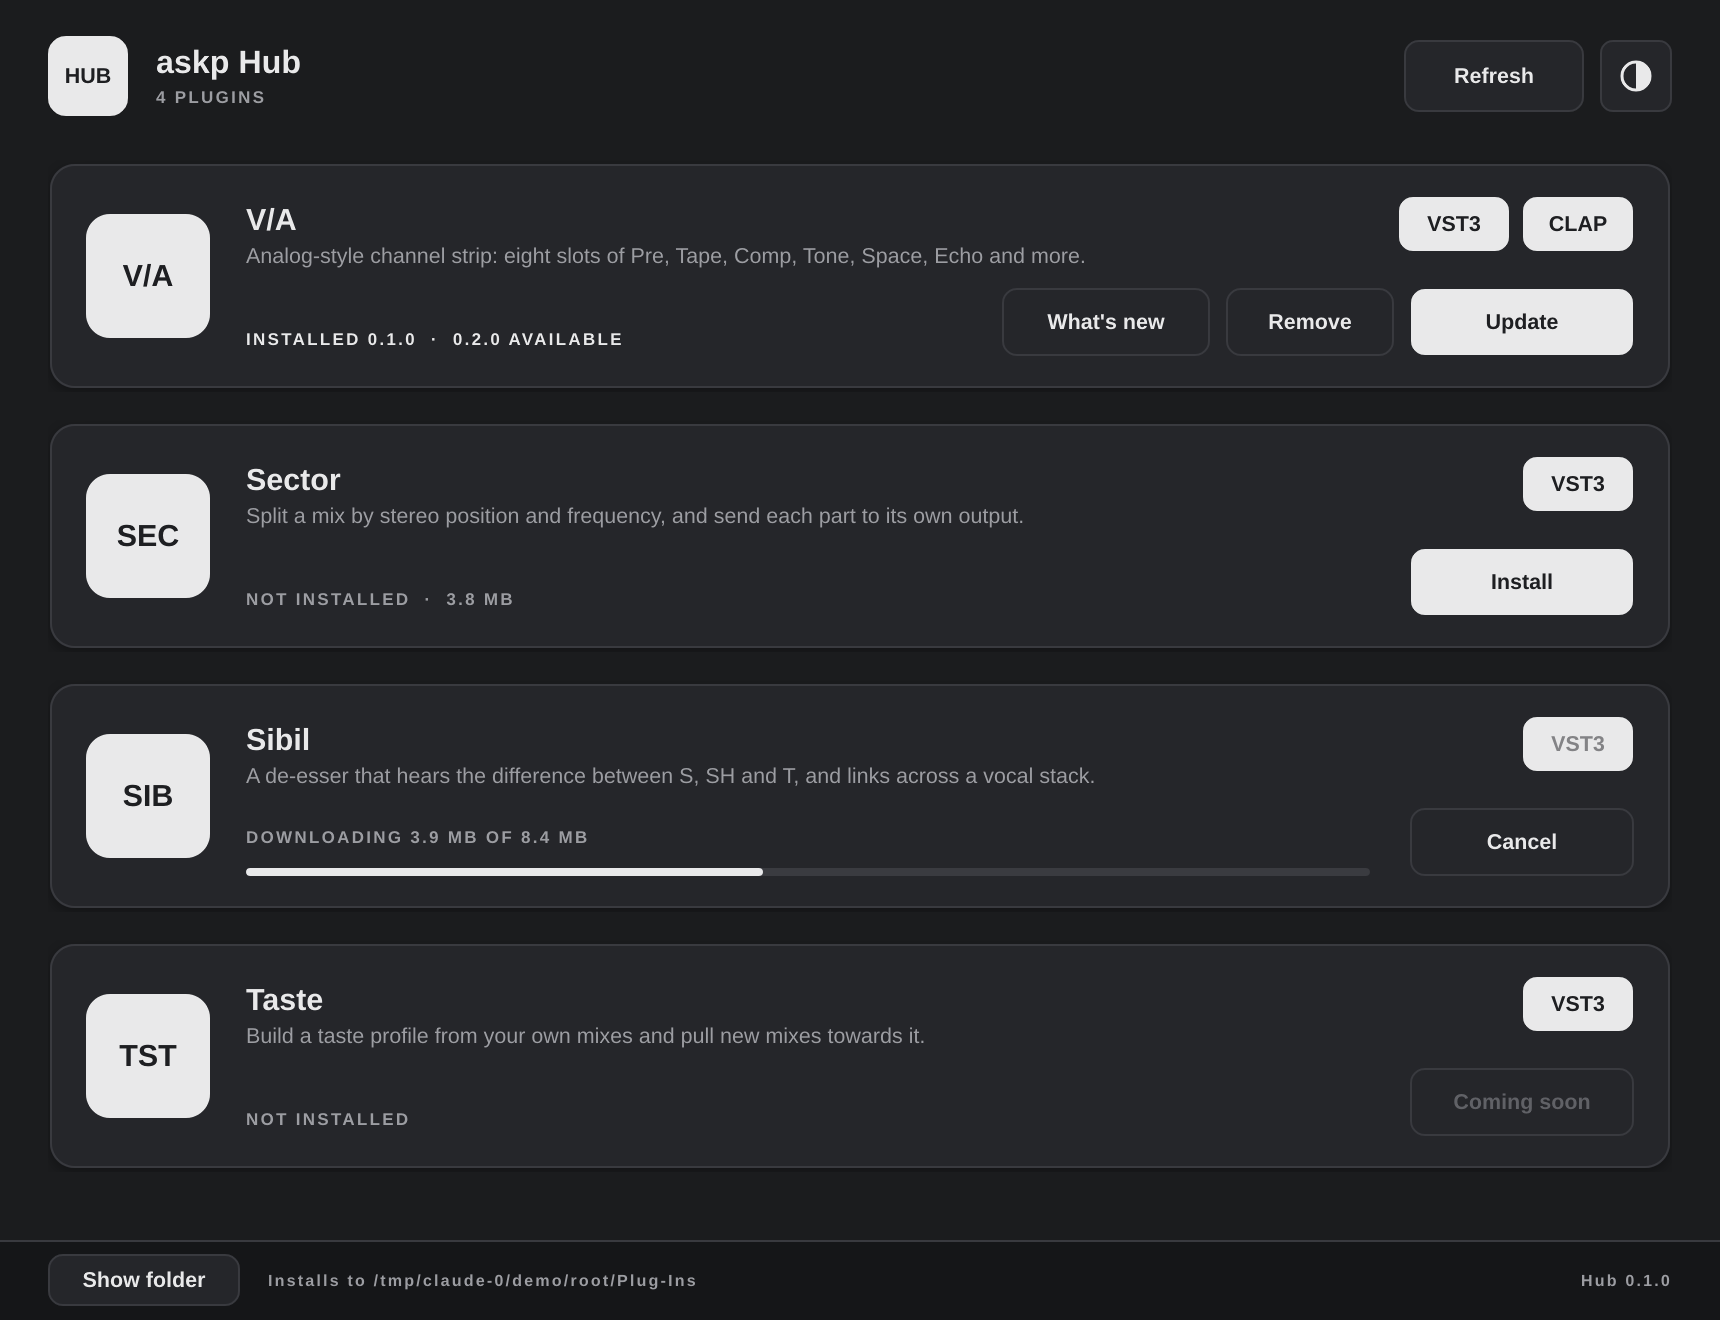 HUB
askp Hub
4 PLUGINS
Refresh
V/A
V/A
Analog-style channel strip: eight slots of Pre, Tape, Comp, Tone, Space, Echo and more.
INSTALLED 0.1.0 · 0.2.0 AVAILABLE
VST3 CLAP
What's new Remove Update
SEC
Sector
Split a mix by stereo position and frequency, and send each part to its own output.
NOT INSTALLED · 3.8 MB
VST3
Install
SIB
Sibil
A de-esser that hears the difference between S, SH and T, and links across a vocal stack.
DOWNLOADING 3.9 MB OF 8.4 MB
VST3
Cancel
TST
Taste
Build a taste profile from your own mixes and pull new mixes towards it.
NOT INSTALLED
VST3
Coming soon
Show folder Installs to /tmp/claude-0/demo/root/Plug-Ins Hub 0.1.0